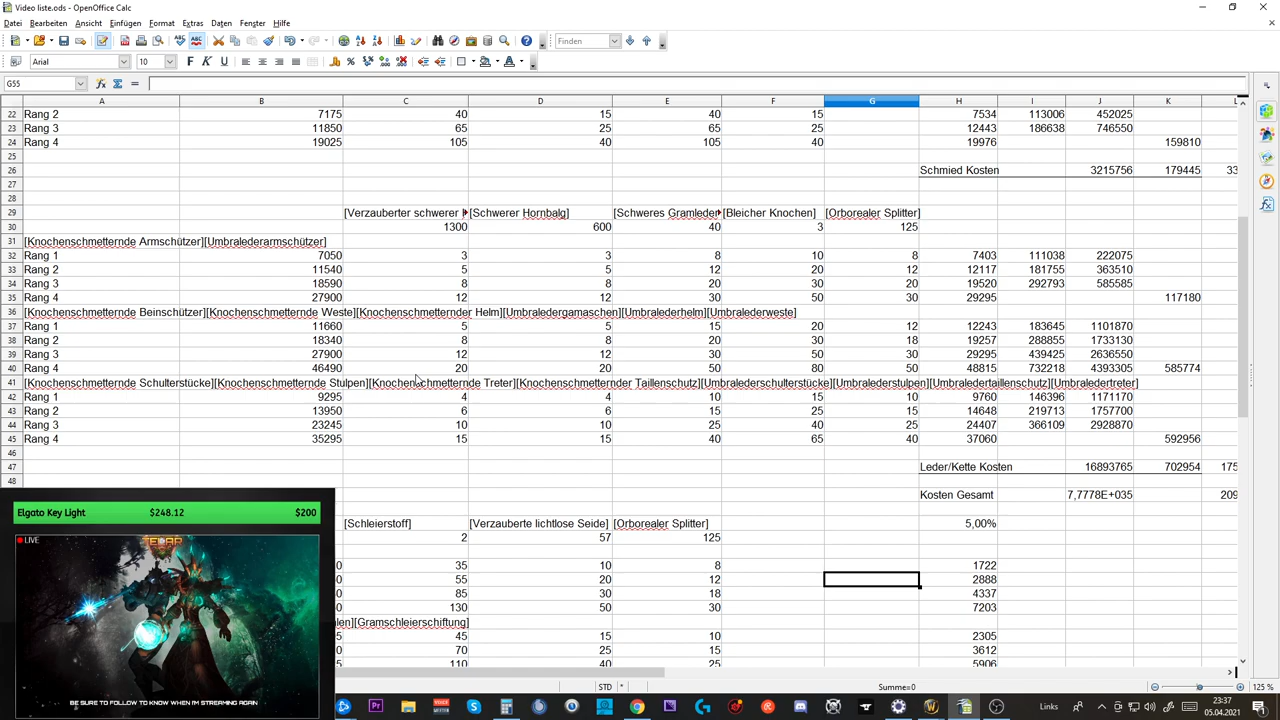 Video liste.ods - OpenOffice Calc
Datei Bearbeiten Ansicht Einfügen Format Extras Daten Fenster Hilfe
Finden
Arial 10
G55
A B C D E F G H I J K L
22 Rang 2 7175 40 15 40 15 7534 113006 452025
23 Rang 3 11850 65 25 65 25 12443 186638 746550
24 Rang 4 19025 105 40 105 40 19976 159810
25
26 Schmied Kosten 3215756 179445 33
27
28
29 [Verzauberter schwerer [Schwerer Hornbalg] [Schweres Gramleder [Bleicher Knochen] [Orborealer Splitter]
30 1300 600 40 3 125
31 [Knochenschmetternde Armschützer][Umbralederarmschützer]
32 Rang 1 7050 3 3 8 10 8 7403 111038 222075
33 Rang 2 11540 5 5 12 20 12 12117 181755 363510
34 Rang 3 18590 8 8 20 30 20 19520 292793 585585
35 Rang 4 27900 12 12 30 50 30 29295 117180
36 [Knochenschmetternde Beinschützer][Knochenschmetternde Weste][Knochenschmetternder Helm][Umbraledergamaschen][Umbralederhelm][Umbralederweste]
37 Rang 1 11660 5 5 15 20 12 12243 183645 1101870
38 Rang 2 18340 8 8 20 30 18 19257 288855 1733130
39 Rang 3 27900 12 12 30 50 30 29295 439425 2636550
40 Rang 4 46490 20 20 50 80 50 48815 732218 4393305 585774
41 [Knochenschmetternde Schulterstücke][Knochenschmetternde Stulpen][Knochenschmetternde Treter][Knochenschmetternder Taillenschutz][Umbralederschulterstücke][Umbralederstulpen][Umbraledertaillenschutz][Umbraledertreter]
42 Rang 1 9295 4 4 10 15 10 9760 146396 1171170
43 Rang 2 13950 6 6 15 25 15 14648 219713 1757700
44 Rang 3 23245 10 10 25 40 25 24407 366109 2928870
45 Rang 4 35295 15 15 40 65 40 37060 592956
46
47 Leder/Kette Kosten 16893765 702954 175
48
Kosten Gesamt 7,7778E+035 209
[Schleierstoff] [Verzauberte lichtlose Seide] [Orborealer Splitter] 5,00%
2 57 125
0 35 10 8 1722
0 55 20 12 2888
0 85 30 18 4337
0 130 50 30 7203
len][Gramschleierschiftung]
5 45 15 10 2305
5 70 25 15 3612
5 110 40 25 5906
Elgato Key Light $248.12 $200
LIVE
BE SURE TO FOLLOW TO KNOW WHEN I'M STREAMING AGAIN
STD * Summe=0 125 %
Links
23:37
05.04.2021